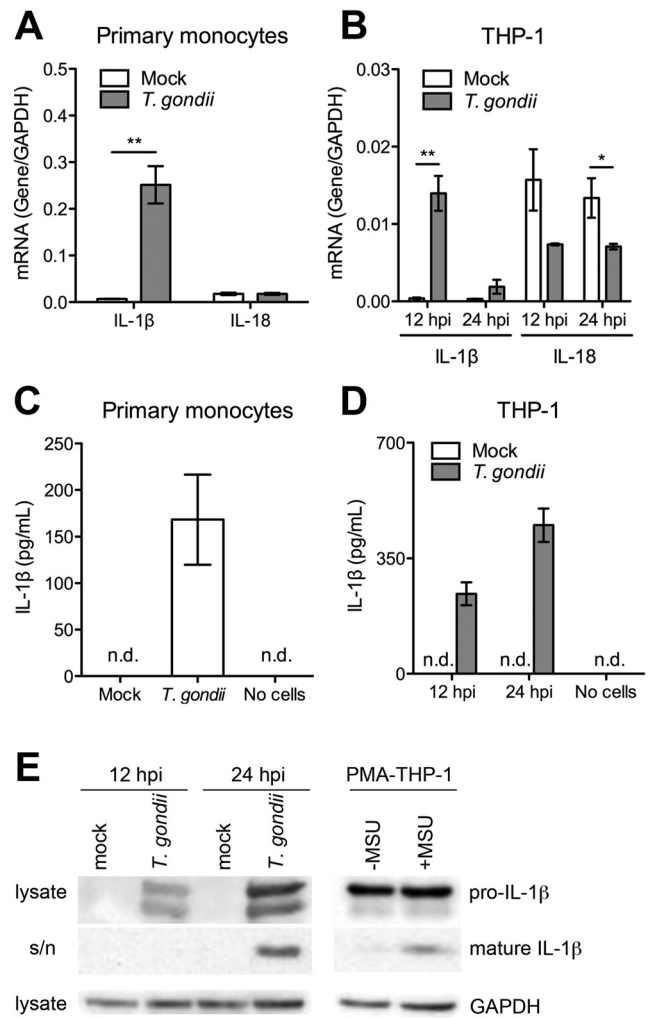 A
Primary monocytes
mRNA (Gene/GAPDH)
0.5
0.4
0.3
0.2
0.1
0.0
Mock
T. gondii
**
IL-1β
IL-18
B
THP-1
mRNA (Gene/GAPDH)
0.03
0.02
0.01
0.00
Mock
T. gondii
**
*
12 hpi
24 hpi
12 hpi
24 hpi
IL-1β
IL-18
C
Primary monocytes
IL-1β (pg/mL)
250
200
150
100
50
0
n.d.
n.d.
Mock
T. gondii
No cells
D
THP-1
IL-1β (pg/mL)
700
350
0
Mock
T. gondii
n.d.
n.d.
n.d.
12 hpi
24 hpi
No cells
E
12 hpi
24 hpi
PMA-THP-1
mock
T. gondii
mock
T. gondii
-MSU
+MSU
lysate
pro-IL-1β
s/n
mature IL-1β
lysate
GAPDH